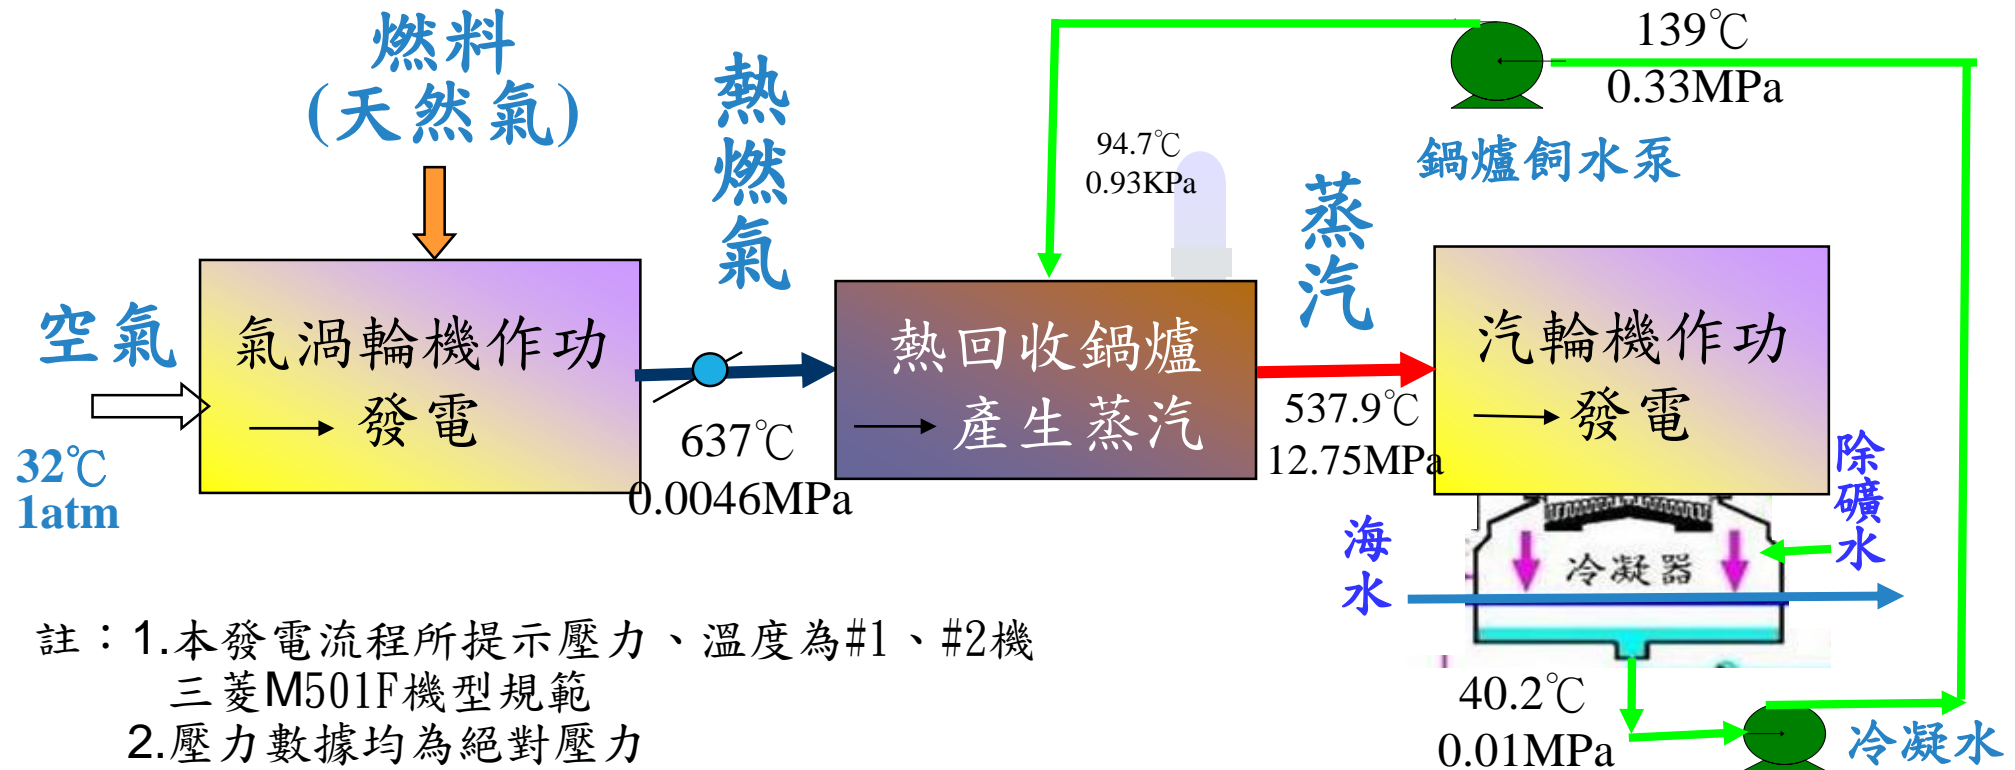 燃料
(天然氣)
熱燃氣
139℃
0.33MPa
鍋爐飼水泵
94.7℃
0.93KPa
蒸汽
空氣
32℃
1atm
氣渦輪機作功
發電
637℃
0.0046MPa
熱回收鍋爐
產生蒸汽
537.9℃
12.75MPa
汽輪機作功
發電
除礦水
海水
冷凝器
40.2℃
0.01MPa
冷凝水
註：1.本發電流程所提示壓力、溫度為#1、#2機
三菱M501F機型規範
2.壓力數據均為絕對壓力